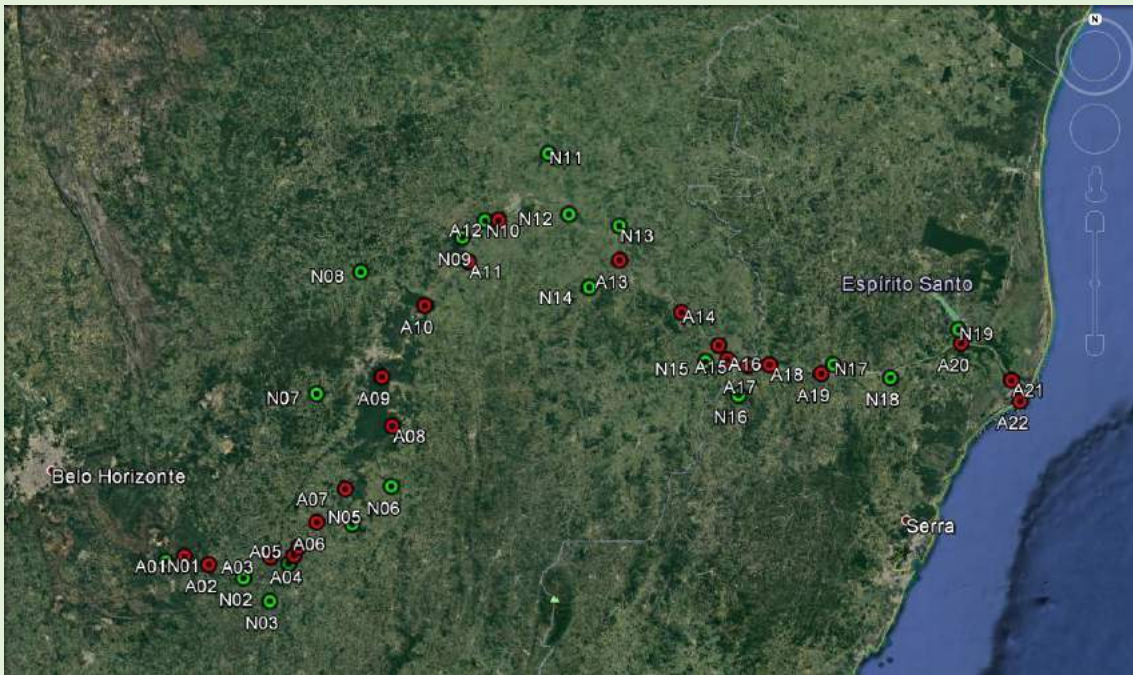 N
N11
N12
A12
N10
N13
N09
A11
N08
A13
N14
Espírito Santo
A10
A14
N19
A20
N15
A15
A16
A18
N17
A17
A19
N18
N16
A21
A22
N07
A09
A08
Belo Horizonte
A07
N06
N05
Serra
A06
A05
A01
N01
A03
A04
A02
N02
N03